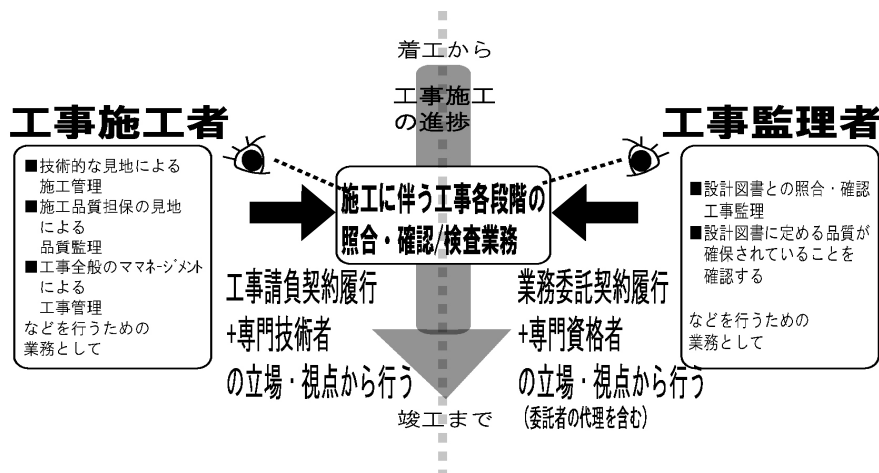 着工から
工事施工
の進捗
工事施工者
■技術的な見地による
施工管理
■施工品質担保の見地
による
品質監理
■工事全般のママネージメント
による
工事管理
などを行うための
業務として
施工に伴う工事各段階の
照合・確認/検査業務
工事請負契約履行
+専門技術者
の立場・視点から行う
業務委託契約履行
+専門資格者
の立場・視点から行う
（委託者の代理を含む）
工事監理者
■設計図書との照合・確認
工事監理
■設計図書に定める品質が
確保されていることを
確認する
などを行うための
業務として
竣工まで